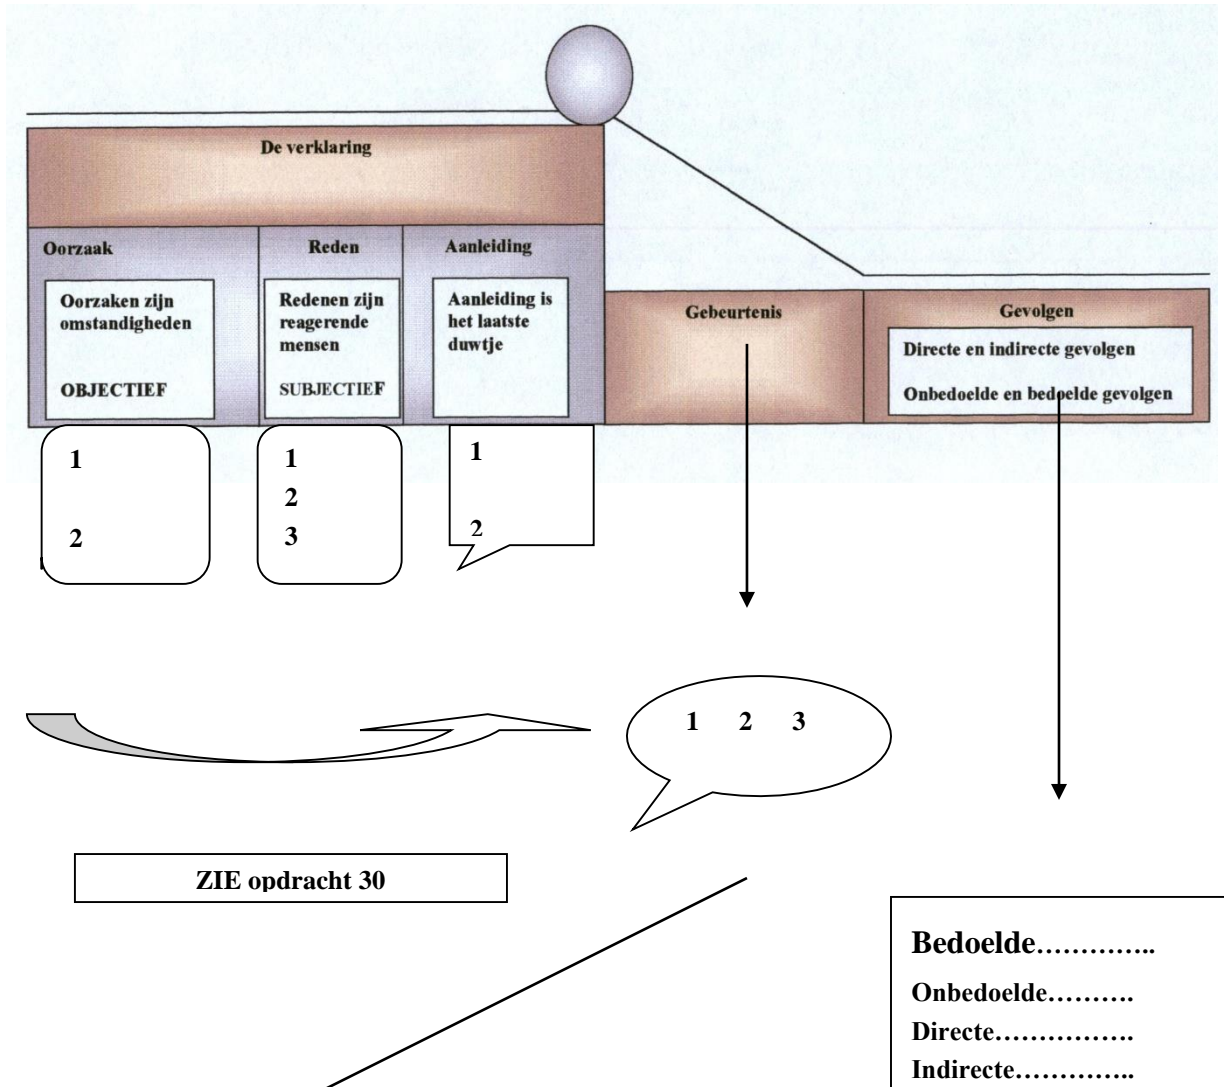 De verklaring
Oorzaak
Reden
Aanleiding
Oorzaken zijn
omstandigheden
OBJECTIEF
Redenen zijn
reagerende
mensen
SUBJECTIEF
Aanleiding is
het laatste
duwtje
Gebeurtenis
Gevolgen
Directe en indirecte gevolgen
Onbedoelde en bedoelde gevolgen
1
2
1
2
3
1
2
1 2 3
ZIE opdracht 30
Bedoelde…………..
Onbedoelde……….
Directe…………….
Indirecte…………..